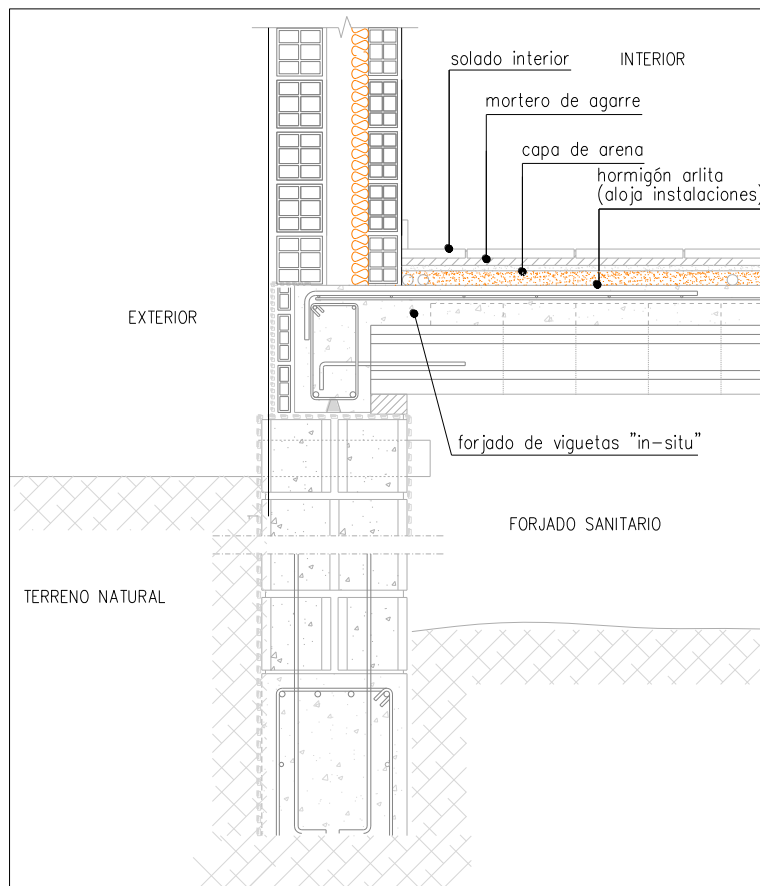 solado interior
INTERIOR
mortero de agarre
capa de arena
hormigón arlita
(aloja instalaciones)
EXTERIOR
forjado de viguetas "in-situ"
FORJADO SANITARIO
TERRENO NATURAL